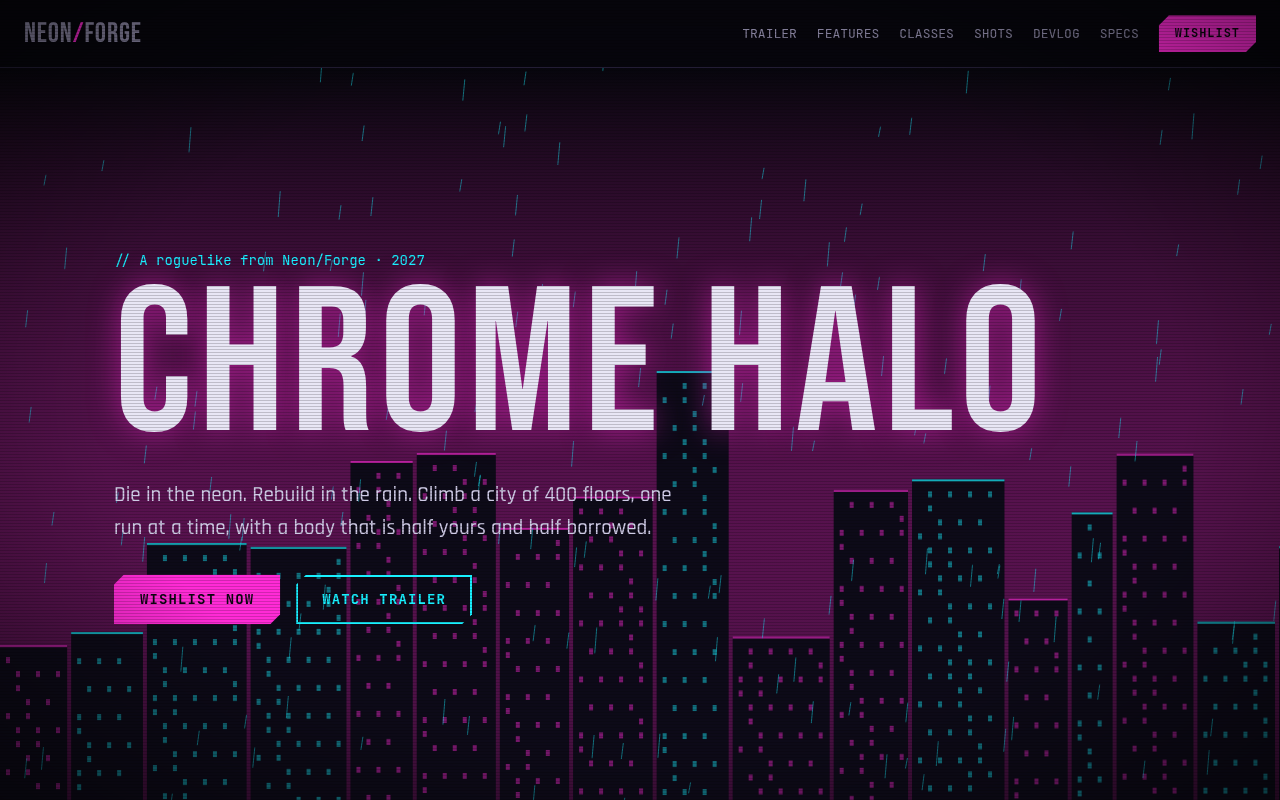 NEON/FORGE
TRAILER FEATURES CLASSES SHOTS DEVLOG SPECS WISHLIST
// A roguelike from Neon/Forge · 2027
CHROME HALO
Die in the neon. Rebuild in the rain. Climb a city of 400 floors, one
run at a time, with a body that is half yours and half borrowed.
WISHLIST NOW WATCH TRAILER